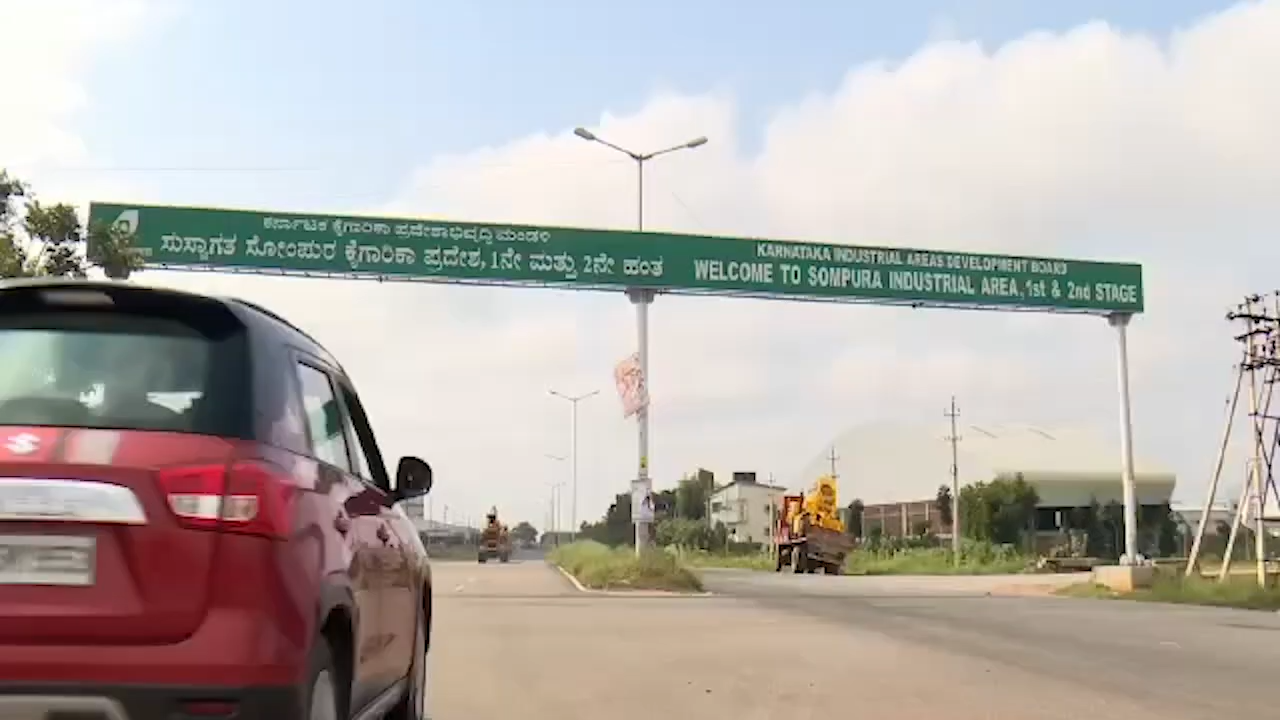 ಕರ್ನಾಟಕ ಕೈಗಾರಿಕಾ ಪ್ರದೇಶಾಭಿವೃದ್ಧಿ ಮಂಡಳಿ
ಸುಸ್ವಾಗತ ಸೋಂಪುರ ಕೈಗಾರಿಕಾ ಪ್ರದೇಶ, 1ನೇ ಮತ್ತು 2ನೇ ಹಂತ
KARNATAKA INDUSTRIAL AREAS DEVELOPMENT BOARD
WELCOME TO SOMPURA INDUSTRIAL AREA, 1st & 2nd STAGE